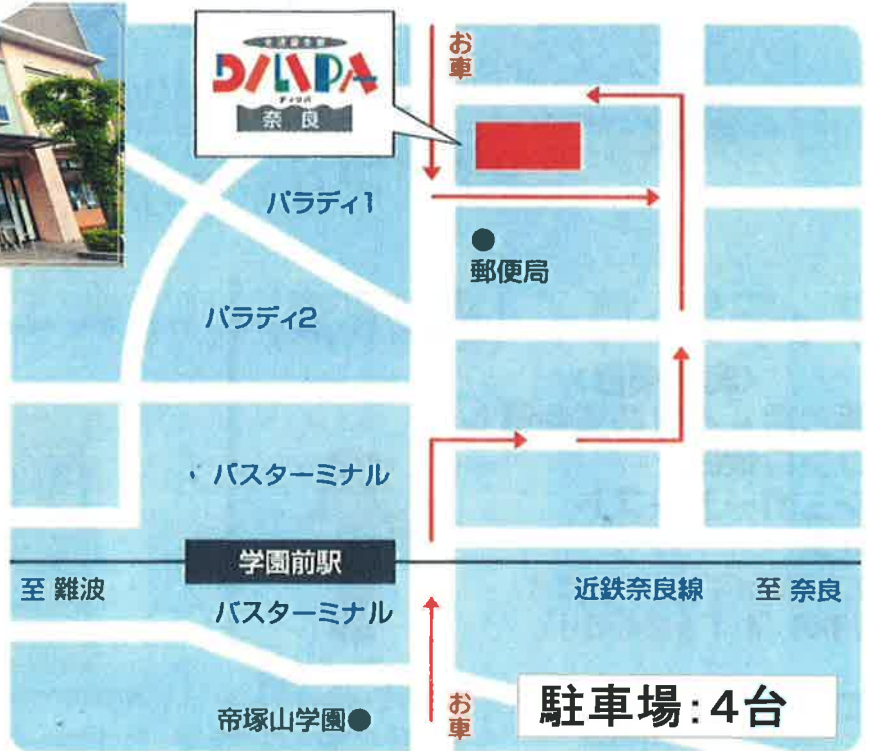 お車
DIPA
奈良
パラディ1
郵便局
パラディ2
バスターミナル
学園前駅
至 難波
近鉄奈良線
至 奈良
バスターミナル
お車
帝塚山学園
駐車場:4台